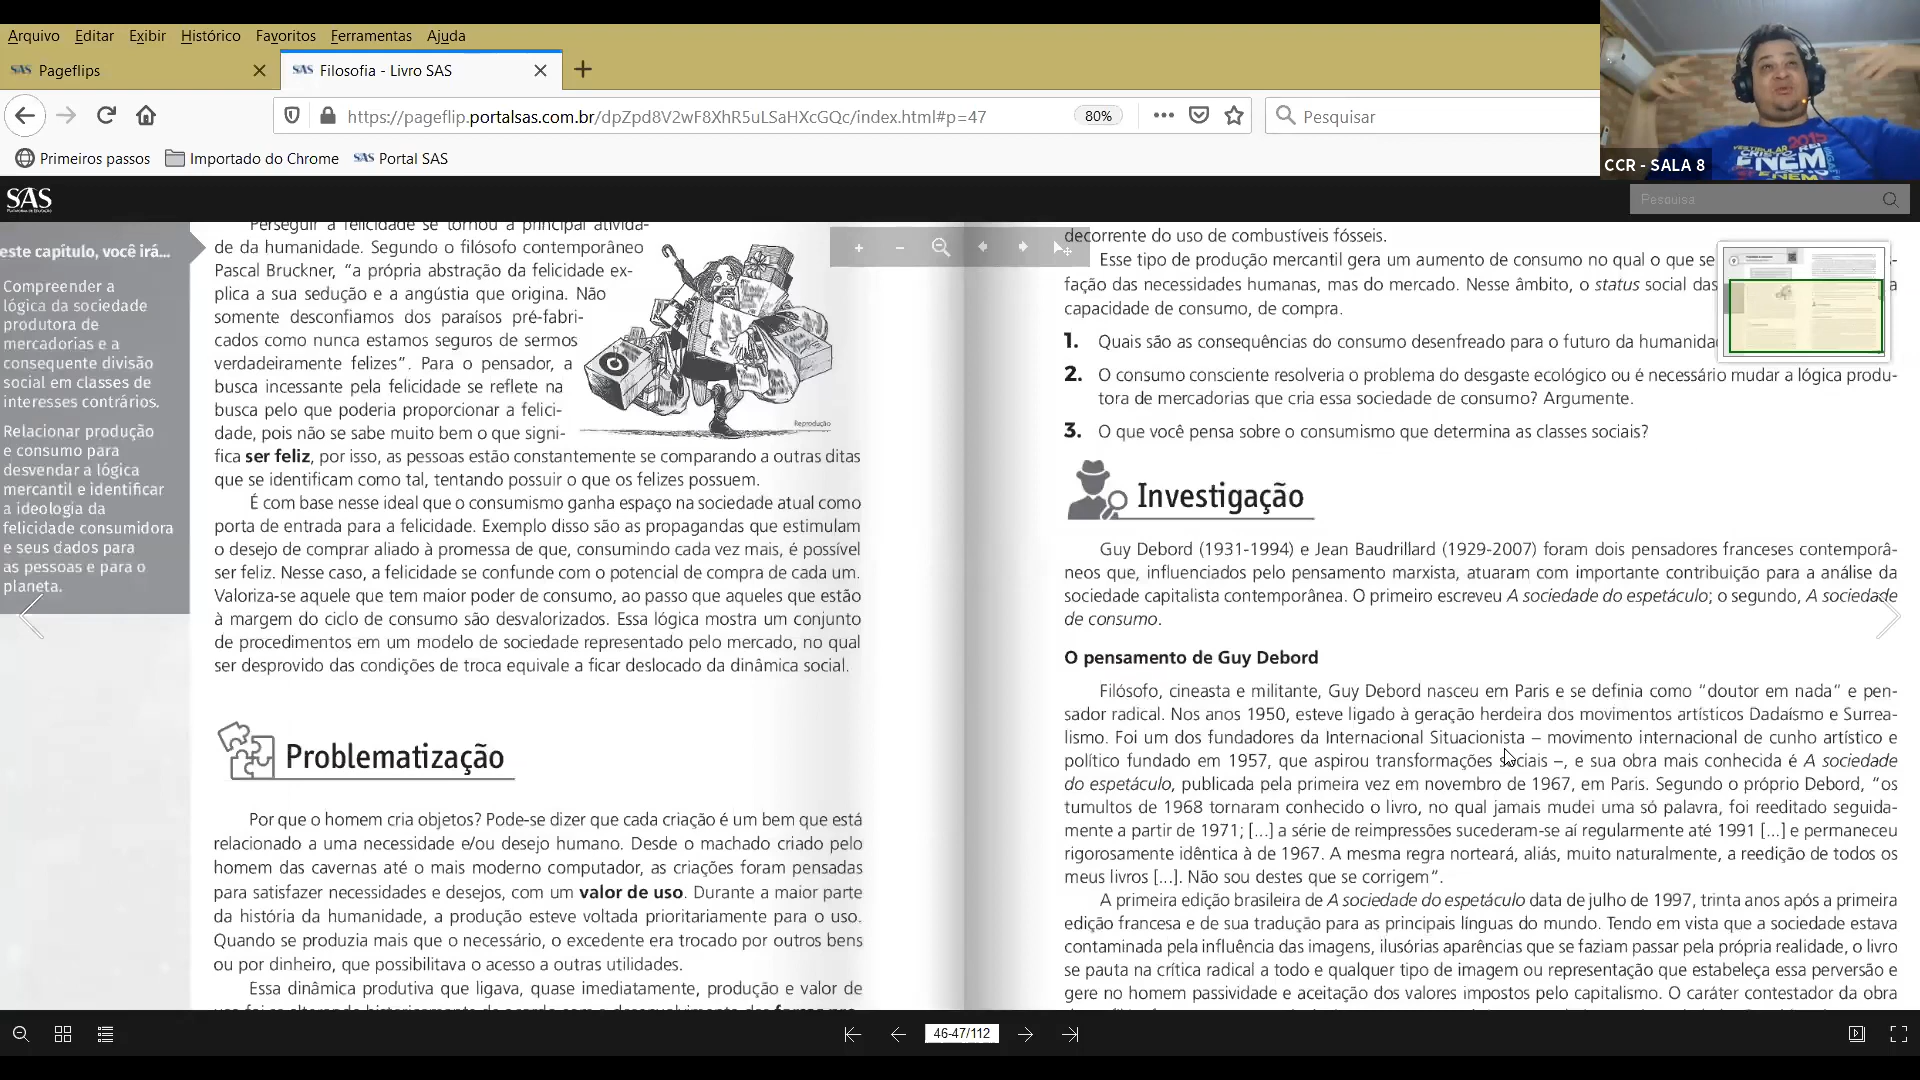 Arquivo Editar Exibir Histórico Favoritos Ferramentas Ajuda
SAS Pageflips
SAS Filosofia - Livro SAS
https://pageflip.portalsas.com.br/dpZpd8V2wF8XhR5uLSaHXcGQc/index.html#p=47
80%
Pesquisar
Primeiros passos Importado do Chrome SAS Portal SAS
VESTIBULAR 2017
ENEM
CCR - SALA 8
SAS
Pesquisa
este capítulo, você irá...
Compreender a
lógica da sociedade
produtora de
mercadorias e a
consequente divisão
social em classes de
interesses contrários.
Relacionar produção
e consumo para
desvendar a lógica
mercantil e identificar
a ideologia da
felicidade consumidora
e seus dados para
as pessoas e para o
planeta.
Perseguir a felicidade se tornou a principal ativida-
de da humanidade. Segundo o filósofo contemporâneo
Pascal Bruckner, “a própria abstração da felicidade ex-
plica a sua sedução e a angústia que origina. Não
somente desconfiamos dos paraísos pré-fabri-
cados como nunca estamos seguros de sermos
verdadeiramente felizes”. Para o pensador, a
busca incessante pela felicidade se reflete na
busca pelo que poderia proporcionar a felici-
dade, pois não se sabe muito bem o que signi-
fica ser feliz, por isso, as pessoas estão constantemente se comparando a outras ditas
que se identificam como tal, tentando possuir o que os felizes possuem.
Reprodução
É com base nesse ideal que o consumismo ganha espaço na sociedade atual como
porta de entrada para a felicidade. Exemplo disso são as propagandas que estimulam
o desejo de comprar aliado à promessa de que, consumindo cada vez mais, é possível
ser feliz. Nesse caso, a felicidade se confunde com o potencial de compra de cada um.
Valoriza-se aquele que tem maior poder de consumo, ao passo que aqueles que estão
à margem do ciclo de consumo são desvalorizados. Essa lógica mostra um conjunto
de procedimentos em um modelo de sociedade representado pelo mercado, no qual
ser desprovido das condições de troca equivale a ficar deslocado da dinâmica social.
Problematização
Por que o homem cria objetos? Pode-se dizer que cada criação é um bem que está
relacionado a uma necessidade e/ou desejo humano. Desde o machado criado pelo
homem das cavernas até o mais moderno computador, as criações foram pensadas
para satisfazer necessidades e desejos, com um valor de uso. Durante a maior parte
da história da humanidade, a produção esteve voltada prioritariamente para o uso.
Quando se produzia mais que o necessário, o excedente era trocado por outros bens
ou por dinheiro, que possibilitava o acesso a outras utilidades.
Essa dinâmica produtiva que ligava, quase imediatamente, produção e valor de
decorrente do uso de combustíveis fósseis.
Esse tipo de produção mercantil gera um aumento de consumo no qual o que se
fação das necessidades humanas, mas do mercado. Nesse âmbito, o status social das
capacidade de consumo, de compra.
1. Quais são as consequências do consumo desenfreado para o futuro da
2. O consumo consciente resolveria o problema do desgaste ecológico ou é necessário mudar a lógica produ-
tora de mercadorias que cria essa sociedade de consumo? Argumente.
3. O que você pensa sobre o consumismo que determina as classes sociais?
Investigação
Guy Debord (1931-1994) e Jean Baudrillard (1929-2007) foram dois pensadores franceses contemporâ-
neos que, influenciados pelo pensamento marxista, atuaram com importante contribuição para a análise da
sociedade capitalista contemporânea. O primeiro escreveu A sociedade do espetáculo; o segundo, A sociedade
de consumo.
O pensamento de Guy Debord
Filósofo, cineasta e militante, Guy Debord nasceu em Paris e se definia como “doutor em nada” e pen-
sador radical. Nos anos 1950, esteve ligado à geração herdeira dos movimentos artísticos Dadaísmo e Surrea-
lismo. Foi um dos fundadores da Internacional Situacionista – movimento internacional de cunho artístico e
político fundado em 1957, que aspirou transformações sociais –, e sua obra mais conhecida é A sociedade
do espetáculo, publicada pela primeira vez em novembro de 1967, em Paris. Segundo o próprio Debord, “os
tumultos de 1968 tornaram conhecido o livro, no qual jamais mudei uma só palavra, foi reeditado seguida-
mente a partir de 1971; [...] a série de reimpressões sucederam-se aí regularmente até 1991 [...] e permaneceu
rigorosamente idêntica à de 1967. A mesma regra norteará, aliás, muito naturalmente, a reedição de todos os
meus livros [...]. Não sou destes que se corrigem”.
A primeira edição brasileira de A sociedade do espetáculo data de julho de 1997, trinta anos após a primeira
edição francesa e de sua tradução para as principais línguas do mundo. Tendo em vista que a sociedade estava
contaminada pela influência das imagens, ilusórias aparências que se faziam passar pela própria realidade, o livro
se pauta na crítica radical a todo e qualquer tipo de imagem ou representação que estabeleça essa perversão e
gere no homem passividade e aceitação dos valores impostos pelo capitalismo. O caráter contestador da obra
46-47/112